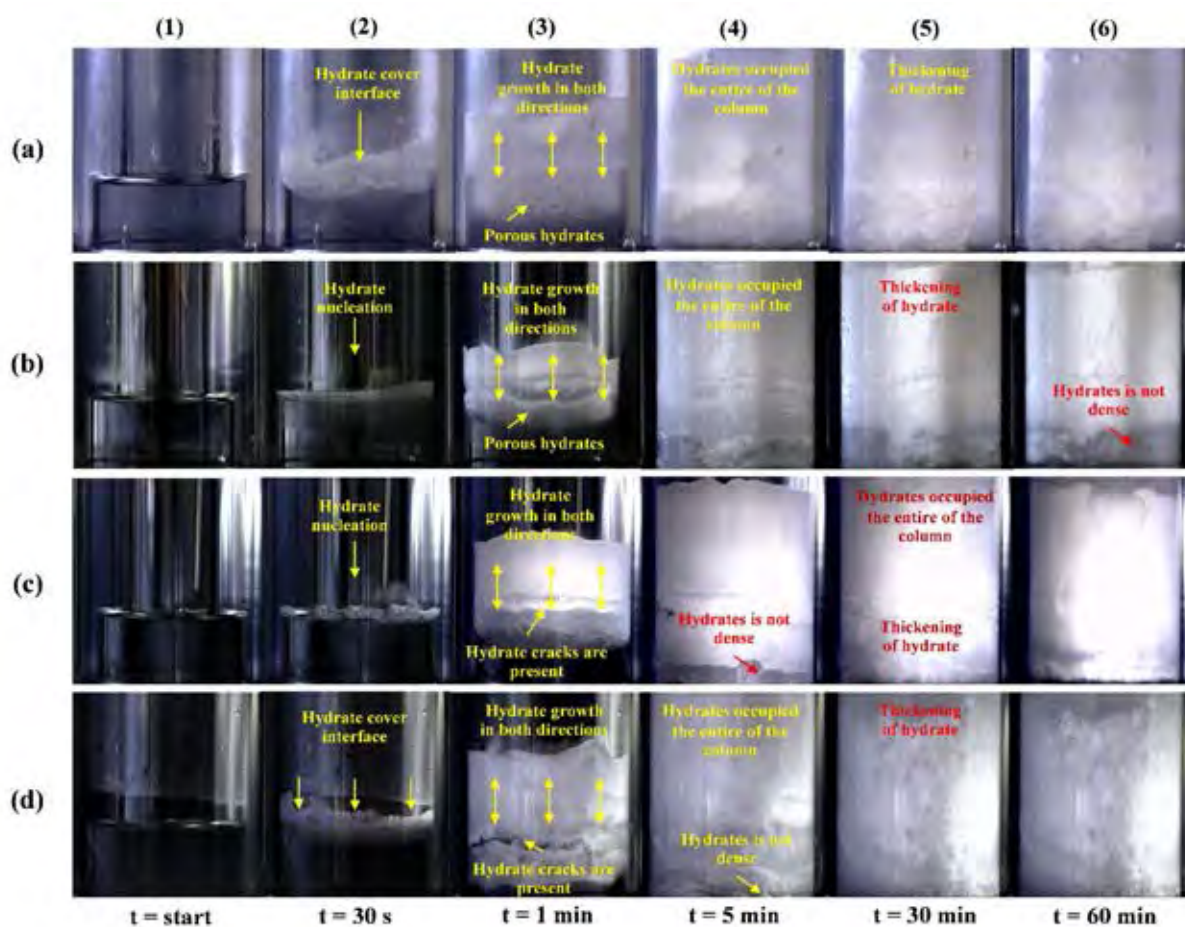 (1) (2) (3) (4) (5) (6)
(a)
Hydrate cover
interface
Hydrate
growth in both
directions
Porous hydrates
Hydrates occupied
the entire of the
column
Thickening
of hydrate
(b)
Hydrate
nucleation
Hydrate growth
in both
directions
Porous hydrates
Hydrates occupied
the entire of the
column
Thickening
of hydrate
Hydrates is not
dense
(c)
Hydrate
nucleation
Hydrate
growth in both
directions
Hydrate cracks are
present
Hydrates is not
dense
Hydrates occupied
the entire of the
column
Thickening
of hydrate
(d)
Hydrate cover
interface
Hydrate growth
in both directions
Hydrate cracks are
present
Hydrates occupied
the entire of the
column
Hydrates is not
dense
Thickening
of hydrate
t = start t = 30 s t = 1 min t = 5 min t = 30 min t = 60 min